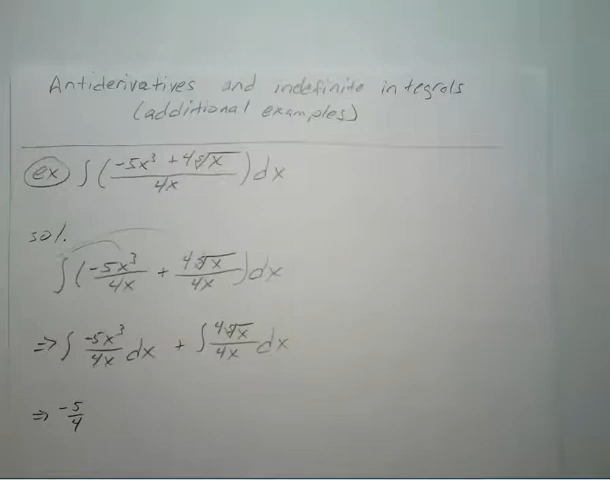 Antiderivatives and indefinite integrals
(additional examples)
ex ∫ ( (-5x³ + 4√x) / 4x ) dx
sol.
∫ ( -5x³/4x + 4√x/4x ) dx
⇒ ∫ -5x³/4x dx + ∫ 4√x/4x dx
⇒ -5/4